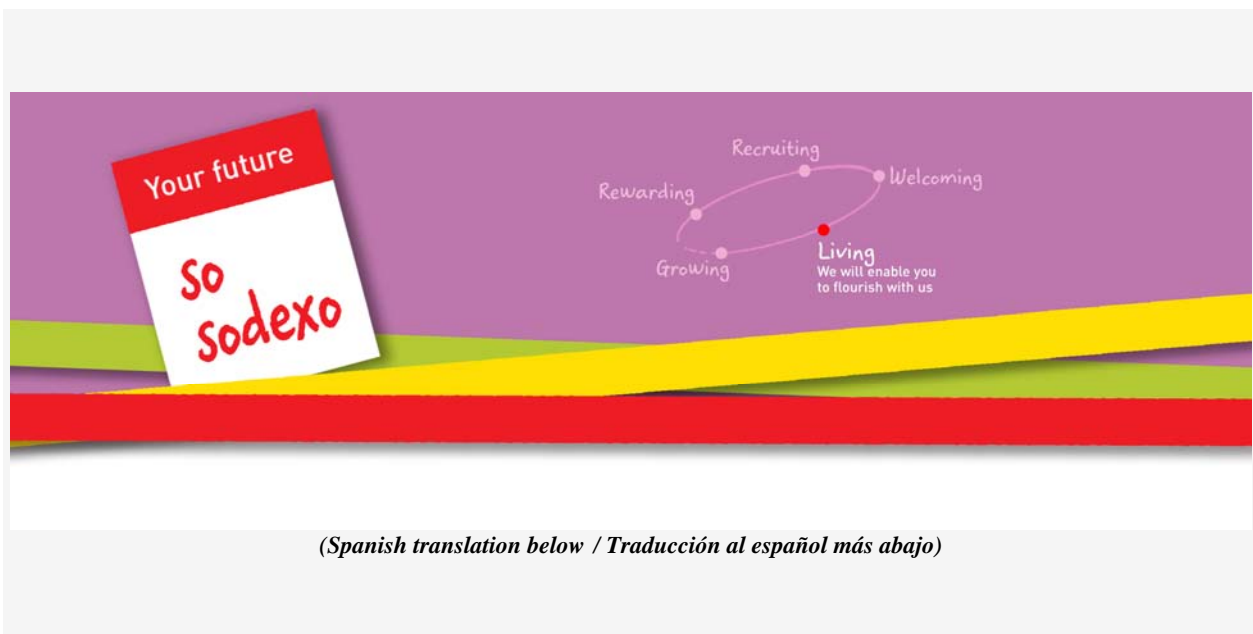 Your future
so
sodexo
Recruiting
Welcoming
Rewarding
Growing
Living
We will enable you
to flourish with us
(Spanish translation below / Traducción al español más abajo)